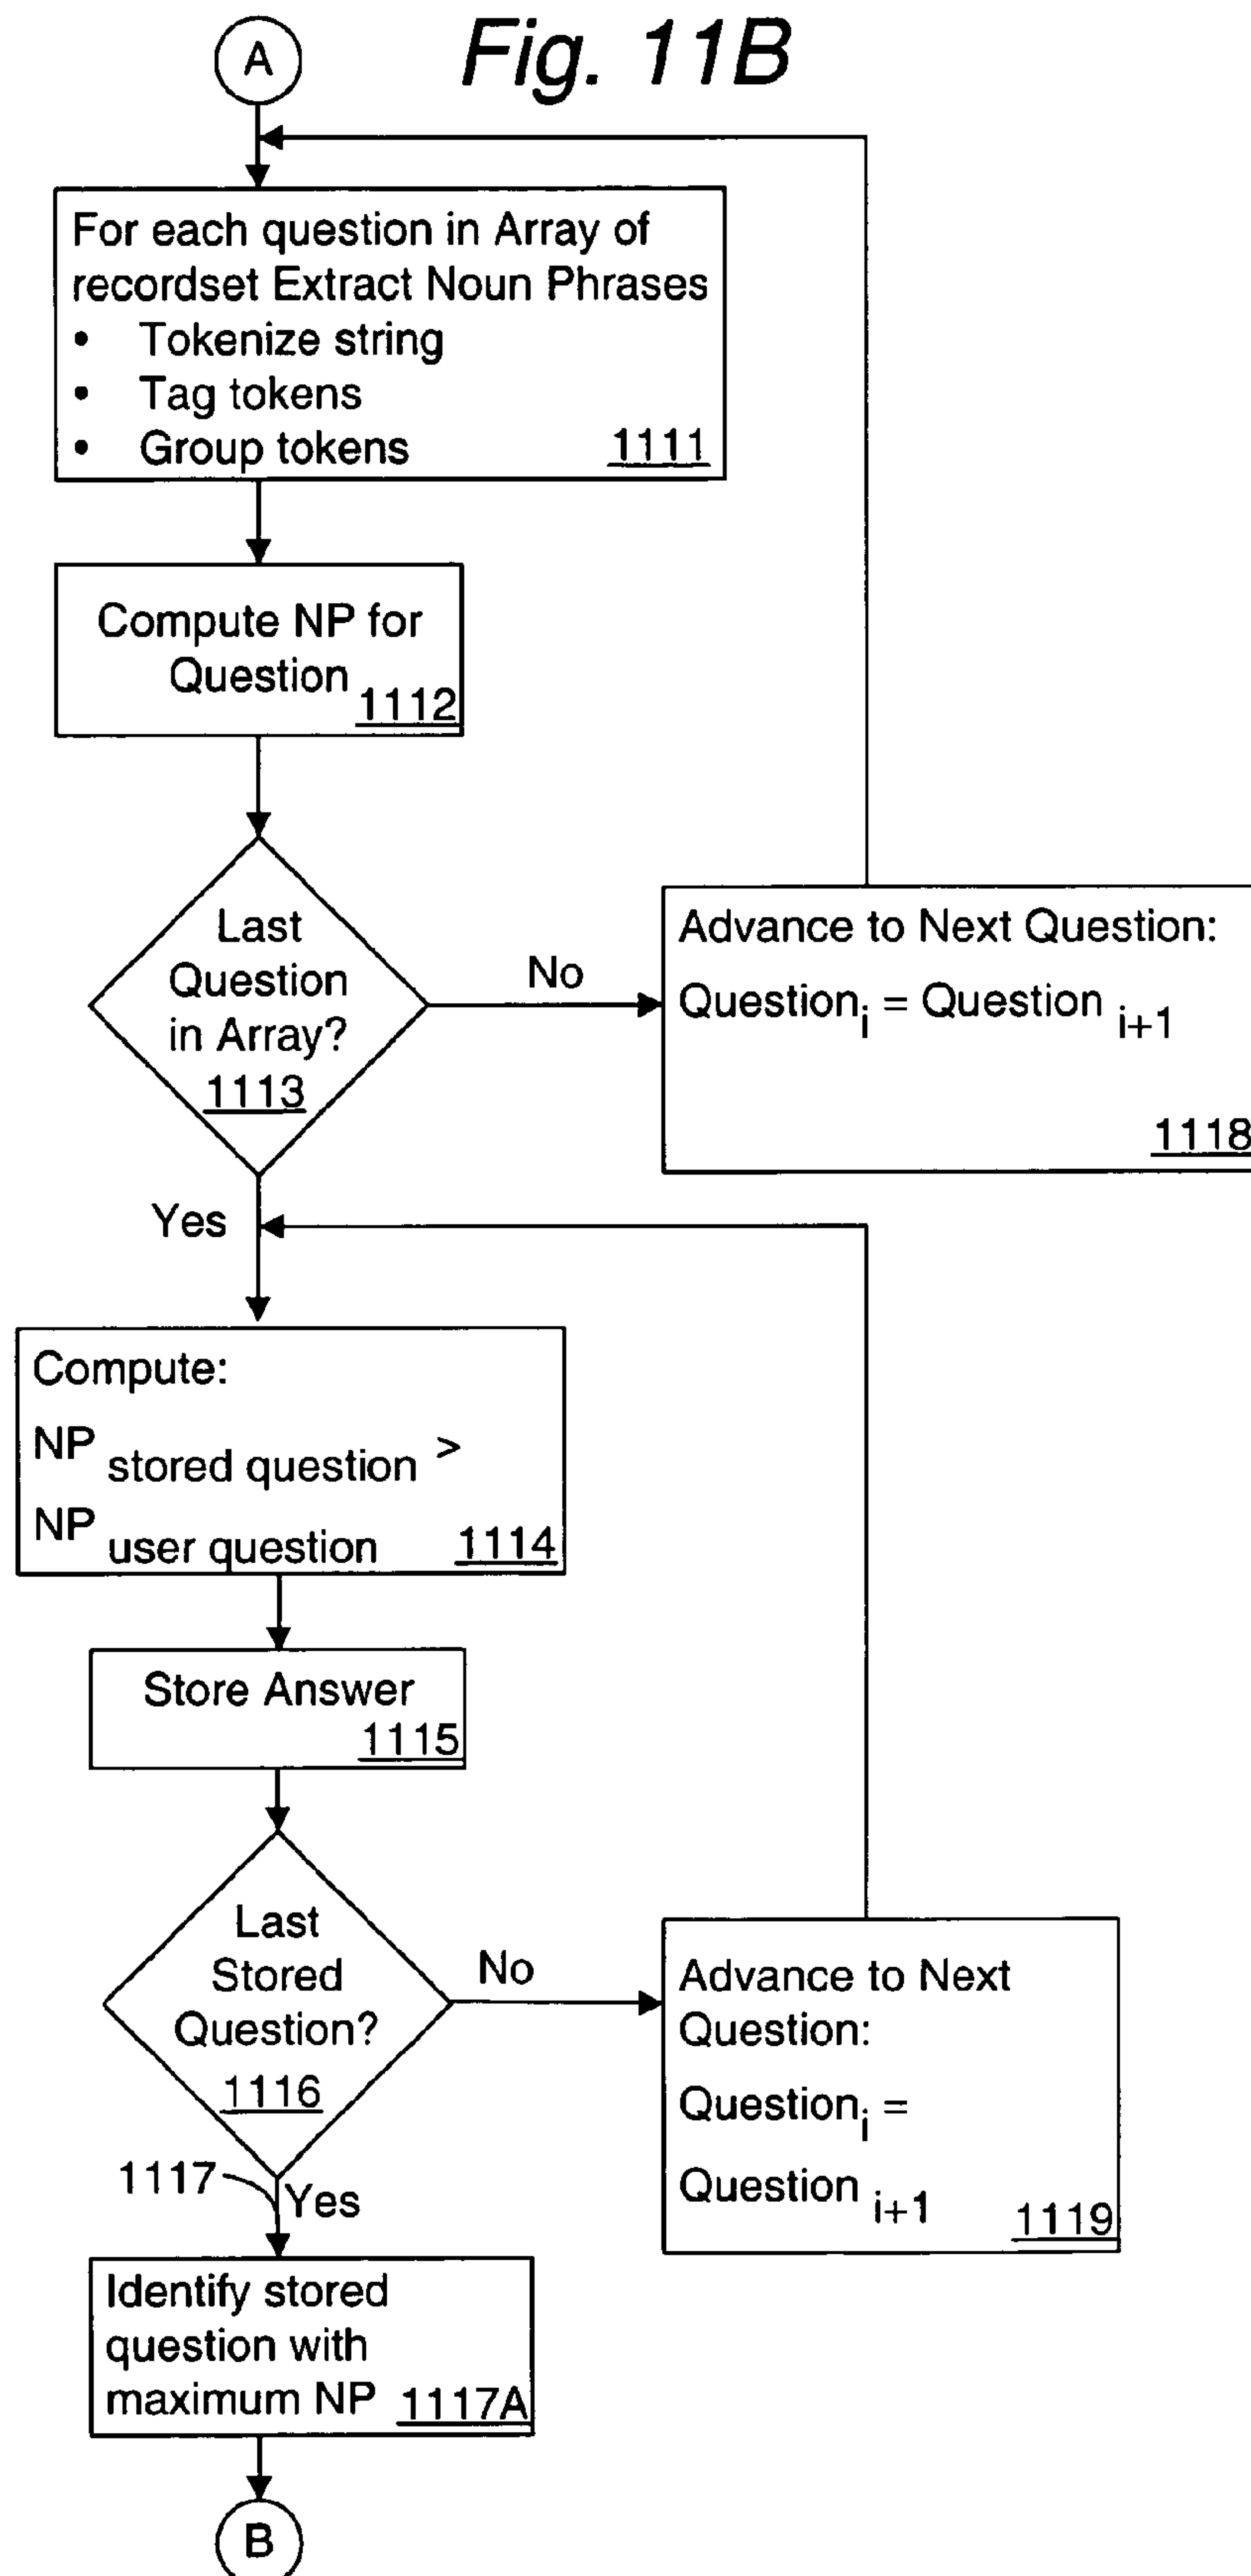 A
Fig. 11B
For each question in Array of
recordset Extract Noun Phrases
• Tokenize string
• Tag tokens
• Group tokens
1111
Compute NP for
Question
1112
Last
Question
in Array?
1113
No
Advance to Next Question:
Question i = Question i+1
1118
Yes
Compute:
NP stored question >
NP user question
1114
Store Answer
1115
Last
Stored
Question?
1116
No
Advance to Next
Question:
Question i =
Question i+1
1119
1117
Yes
Identify stored
question with
maximum NP
1117A
B